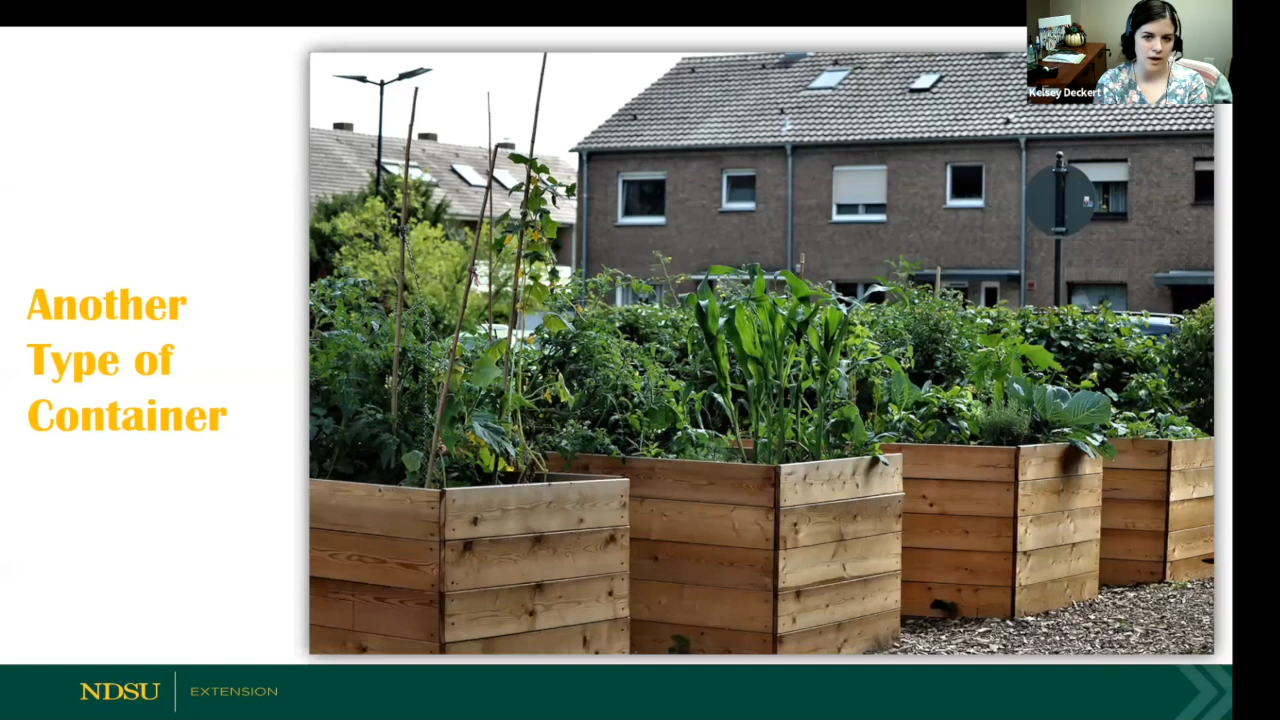 Kelsey Deckert
Another
Type of
Container
NDSU
EXTENSION